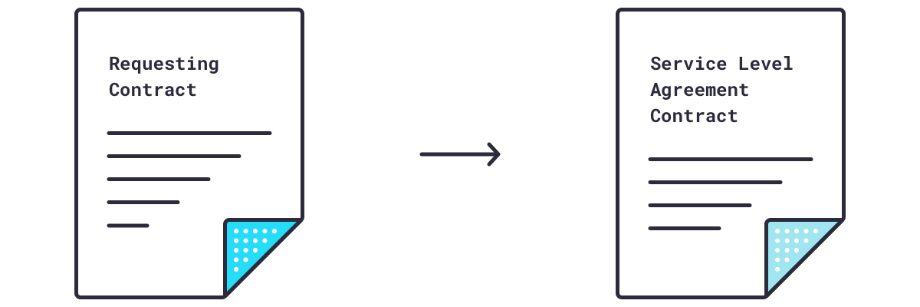 Requesting
Contract
Service Level
Agreement
Contract